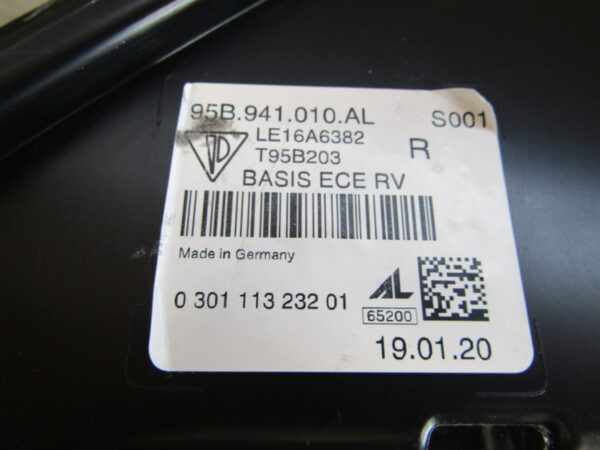 95B.941.010.AL S001
LE16A6382
T95B203 R
BASIS ECE RV
Made in Germany
0 301 113 232 01 AL
65200
19.01.20